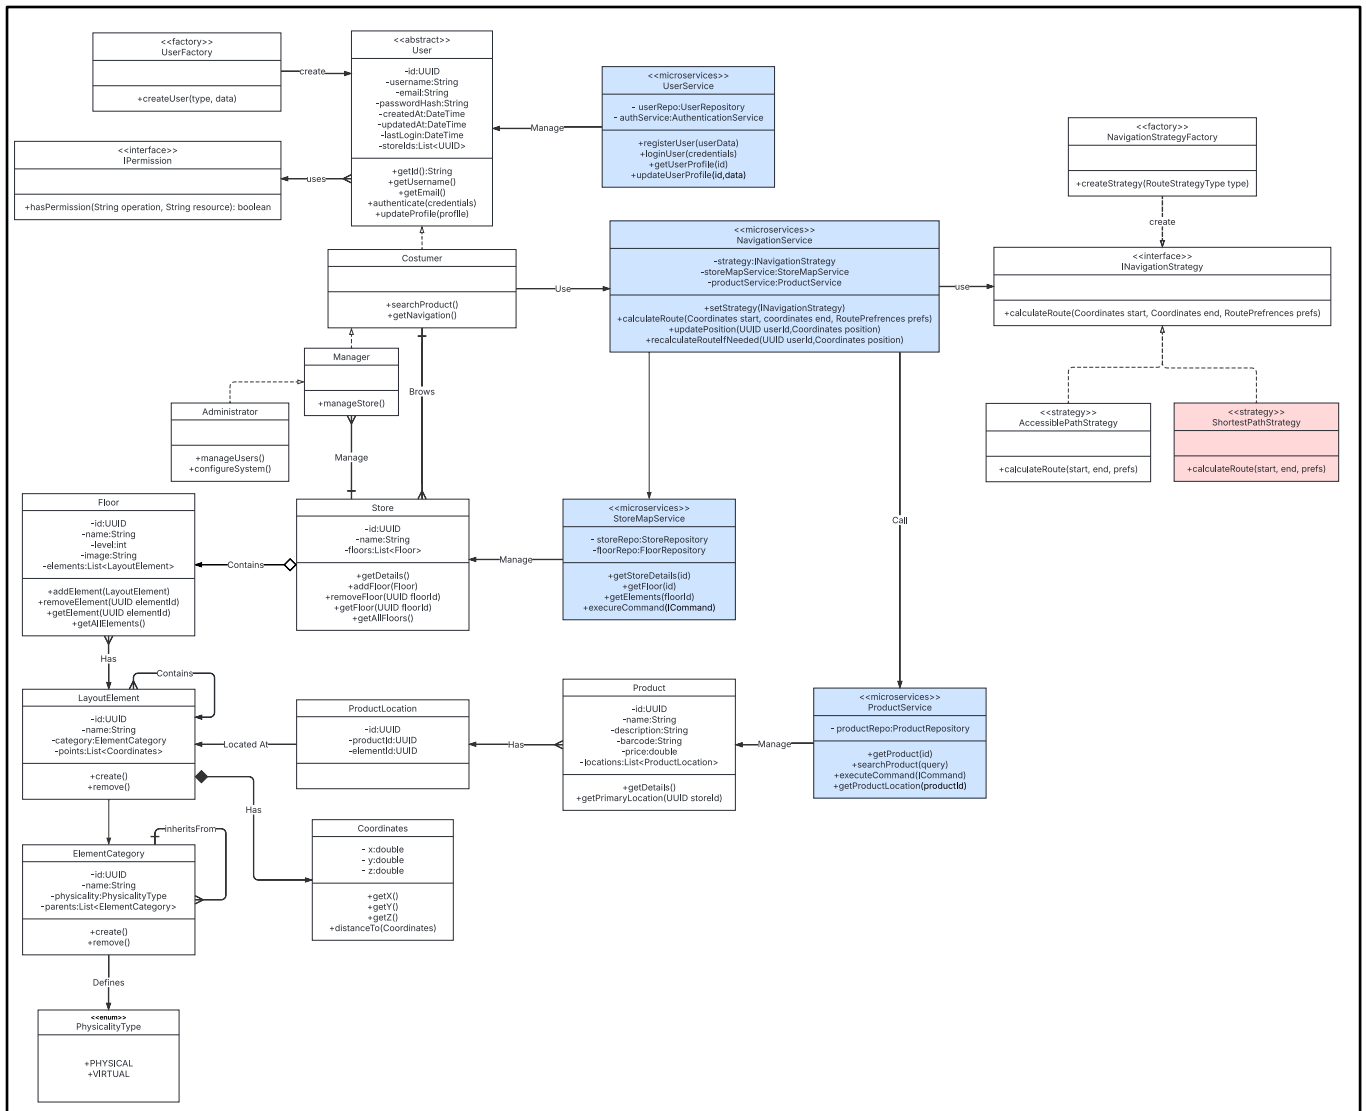 <<factory>>
UserFactory
+createUser(type, data)
create
<<abstract>>
User
-id:UUID
-username:String
-email:String
-passwordHash:String
-createdAt:DateTime
-updatedAt:DateTime
-lastLogin:DateTime
-storeIds:List<UUID>
+getId():String
+getUsername()
+getEmail()
+authenticate(credentials)
+updateProfile(profile)
<<interface>>
IPermission
+hasPermission(String operation, String resource): boolean
uses
Manage
<<microservices>>
UserService
- userRepo:UserRepository
- authService:AuthenticationService
+registerUser(userData)
+loginUser(credentials)
+getUserProfile(id)
+updateUserProfile(id,data)
<<factory>>
NavigationStrategyFactory
+createStrategy(RouteStrategyType type)
create
<<interface>>
INavigationStrategy
+calculateRoute(Coordinates start, Coordinates end, RoutePrefrences prefs)
<<microservices>>
NavigationService
-strategy:INavigationStrategy
-storeMapService:StoreMapService
-productService:ProductService
+setStrategy(INavigationStrategy)
+calculateRoute(Coordinates start, coordinates end, RoutePrefrences prefs)
+updatePosition(UUID userId,Coordinates position)
+recalculateRouteIfNeeded(UUID userId,Coordinates position)
use
Use
Costumer
+searchProduct()
+getNavigation()
Manager
+manageStore()
Brows
Administrator
+manageUsers()
+configureSystem()
Manage
<<strategy>>
AccessiblePathStrategy
+calculateRoute(start, end, prefs)
<<strategy>>
ShortestPathStrategy
+calculateRoute(start, end, prefs)
Call
Floor
-id:UUID
-name:String
-level:int
-image:String
-elements:List<LayoutElement>
+addElement(LayoutElement)
+removeElement(UUID elementId)
+getElement(UUID elementId)
+getAllElements()
Contains
Store
-id:UUID
-name:String
-floors:List<Floor>
+getDetails()
+addFloor(Floor)
+removeFloor(UUID floorId)
+getFloor(UUID floorId)
+getAllFloors()
Manage
<<microservices>>
StoreMapService
- storeRepo:StoreRepository
-floorRepo:FloorRepository
+getStoreDetails(id)
+getFloor(id)
+getElements(floorId)
+execureCommand(ICommand)
Has
Contains
LayoutElement
-id:UUID
-name:String
-category:ElementCategory
-points:List<Coordinates>
+create()
+remove()
Located At
ProductLocation
-id:UUID
-productId:UUID
-elementId:UUID
Has
Product
-id:UUID
-name:String
-description:String
-barcode:String
-price:double
-locations:List<ProductLocation>
+getDetails()
+getPrimaryLocation(UUID storeId)
Manage
<<microservices>>
ProductService
- productRepo:ProductRepository
+getProduct(id)
+searchProduct(query)
+executeCommand(ICommand)
+getProductLocation(productId)
Has
inheritsFrom
ElementCategory
-id:UUID
-name:String
-physicality:PhysicalityType
-parents:List<ElementCategory>
+create()
+remove()
Coordinates
- x:double
- y:double
- z:double
+getX()
+getY()
+getZ()
+distanceTo(Coordinates)
Defines
<<enum>>
PhysicalityType
+PHYSICAL
+VIRTUAL